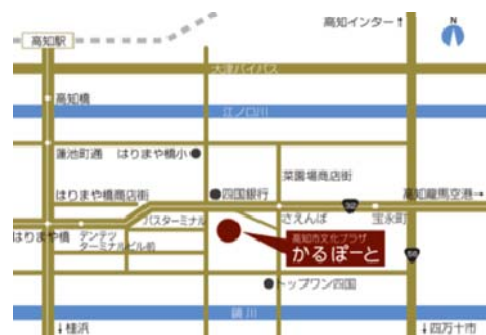 高知インター↑
N
高知駅
大津バイパス
高知橋
江ノ口川
蓮池町通
はりまや橋小
菜園場商店街
はりまや橋商店街
四国銀行
高知龍馬空港→
32
バスターミナル
さえんば
宝永町
はりまや橋
デンテツ
ターミナルビル前
高知市文化プラザ
かるぽーと
56
トップワン四国
鏡川
↓桂浜
↓四万十市